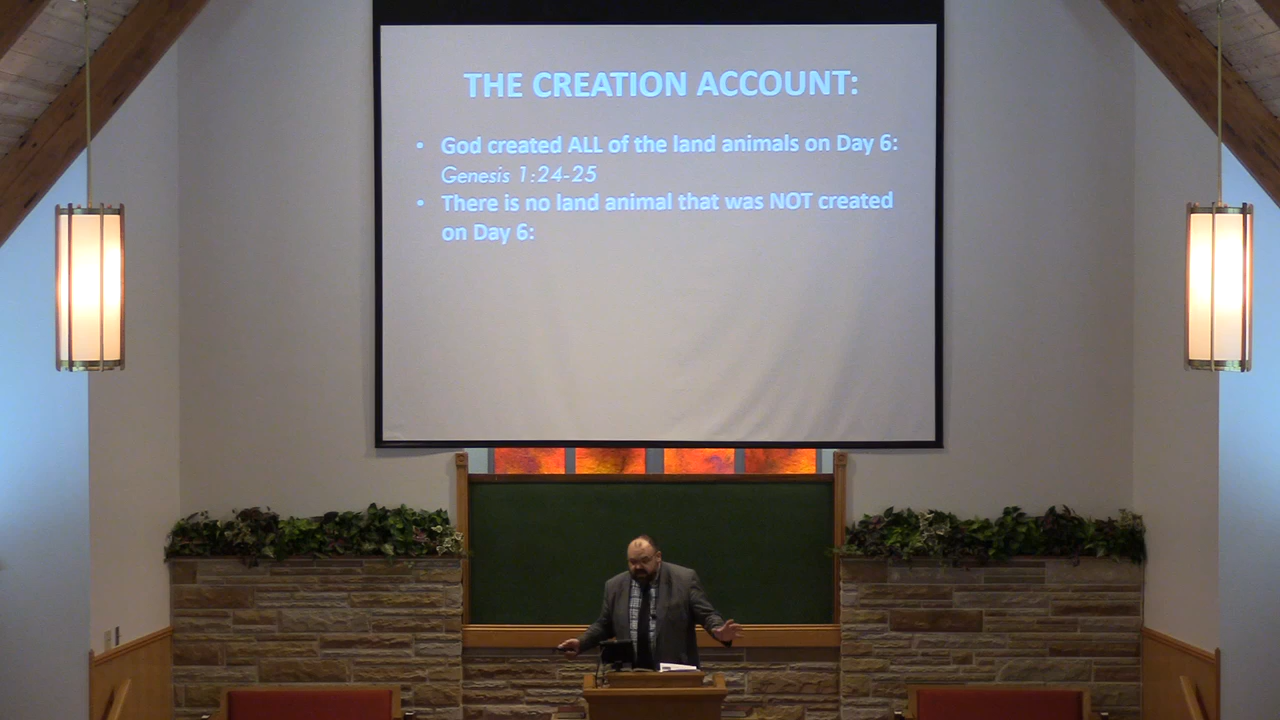 THE CREATION ACCOUNT:
• God created ALL of the land animals on Day 6:
Genesis 1:24-25
• There is no land animal that was NOT created
on Day 6: